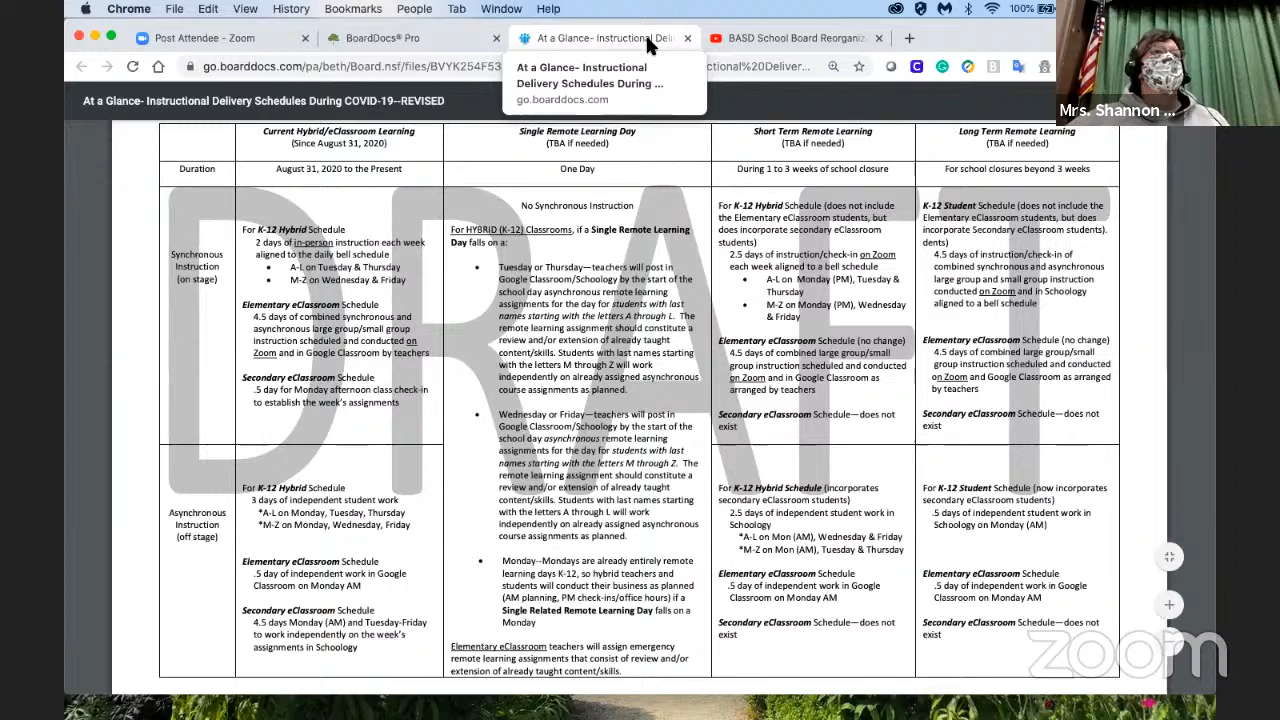 Chrome File Edit View History Bookmarks People Tab Window Help 100%
Post Attendee - Zoom
BoardDocs® Pro
At a Glance- Instructional Deli
BASD School Board Reorganiz
go.boarddocs.com/pa/beth/Board.nsf/files/BVYK254F53
ctional%20Deliver...
At a Glance- Instructional
Delivery Schedules During ...
go.boarddocs.com
Mrs. Shannon ...
At a Glance- Instructional Delivery Schedules During COVID-19--REVISED
Current Hybrid/eClassroom Learning
(Since August 31, 2020)
Single Remote Learning Day
(TBA if needed)
Short Term Remote Learning
(TBA if needed)
Long Term Remote Learning
(TBA if needed)
Duration
August 31, 2020 to the Present
One Day
During 1 to 3 weeks of school closure
For school closures beyond 3 weeks
DRAFT
Synchronous
Instruction
(on stage)
For K-12 Hybrid Schedule
2 days of in-person instruction each week
aligned to the daily bell schedule
• A-L on Tuesday & Thursday
• M-Z on Wednesday & Friday
Elementary eClassroom Schedule
4.5 days of combined synchronous and
asynchronous large group/small group
instruction scheduled and conducted on
Zoom and in Google Classroom by teachers
Secondary eClassroom Schedule
.5 day for Monday afternoon class check-in
to establish the week's assignments
No Synchronous Instruction
For HYBRID (K-12) Classrooms, if a Single Remote Learning
Day falls on a:
• Tuesday or Thursday—teachers will post in
Google Classroom/Schoology by the start of the
school day asynchronous remote learning
assignments for the day for students with last
names starting with the letters A through L. The
remote learning assignment should constitute a
review and/or extension of already taught
content/skills. Students with last names starting
with the letters M through Z will work
independently on already assigned asynchronous
course assignments as planned.
• Wednesday or Friday—teachers will post in
Google Classroom/Schoology by the start of the
school day asynchronous remote learning
assignments for the day for students with last
names starting with the letters M through Z. The
remote learning assignment should constitute a
review and/or extension of already taught
content/skills. Students with last names starting
with the letters A through L will work
independently on already assigned asynchronous
course assignments as planned.
• Monday--Mondays are already entirely remote
learning days K-12, so hybrid teachers and
students will conduct their business as planned
(AM planning, PM check-ins/office hours) if a
Single Related Remote Learning Day falls on a
Monday
Elementary eClassroom teachers will assign emergency
remote learning assignments that consist of review and/or
extension of already taught content/skills.
For K-12 Hybrid Schedule (does not include
the Elementary eClassroom students, but
does incorporate secondary eClassroom
students)
2.5 days of instruction/check-in on Zoom
each week aligned to a bell schedule
• A-L on Monday (PM), Tuesday &
Thursday
• M-Z on Monday (PM), Wednesday
& Friday
Elementary eClassroom Schedule (no change)
4.5 days of combined large group/small
group instruction scheduled and conducted
on Zoom and in Google Classroom as
arranged by teachers
Secondary eClassroom Schedule—does not
exist
K-12 Student Schedule (does not include the
Elementary eClassroom students, but does
incorporate Secondary eClassroom students).
dents)
4.5 days of instruction/check-in of
combined synchronous and asynchronous
large group and small group instruction
conducted on Zoom and in Schoology
aligned to a bell schedule
Elementary eClassroom Schedule (no change)
4.5 days of combined large group/small
group instruction scheduled and conducted
on Zoom and Google Classroom as arranged
by teachers
Secondary eClassroom Schedule—does not
exist
Asynchronous
Instruction
(off stage)
For K-12 Hybrid Schedule
3 days of independent student work
*A-L on Monday, Tuesday, Thursday
*M-Z on Monday, Wednesday, Friday
Elementary eClassroom Schedule
.5 day of independent work in Google
Classroom on Monday AM
Secondary eClassroom Schedule
4.5 days Monday (AM) and Tuesday-Friday
to work independently on the week's
assignments in Schoology
For K-12 Hybrid Schedule (incorporates
secondary eClassroom students)
2.5 days of independent student work in
Schoology
*A-L on Mon (AM), Wednesday & Friday
*M-Z on Mon (AM), Tuesday & Thursday
Elementary eClassroom Schedule
.5 day of independent work in Google
Classroom on Monday AM
Secondary eClassroom Schedule—does not
exist
For K-12 Student Schedule (now incorporates
secondary eClassroom students)
.5 day of independent student work in
Schoology on Monday (AM)
Elementary eClassroom Schedule
.5 day of independent work in Google
Classroom on Monday AM
Secondary eClassroom Schedule—does not
exist
zoom